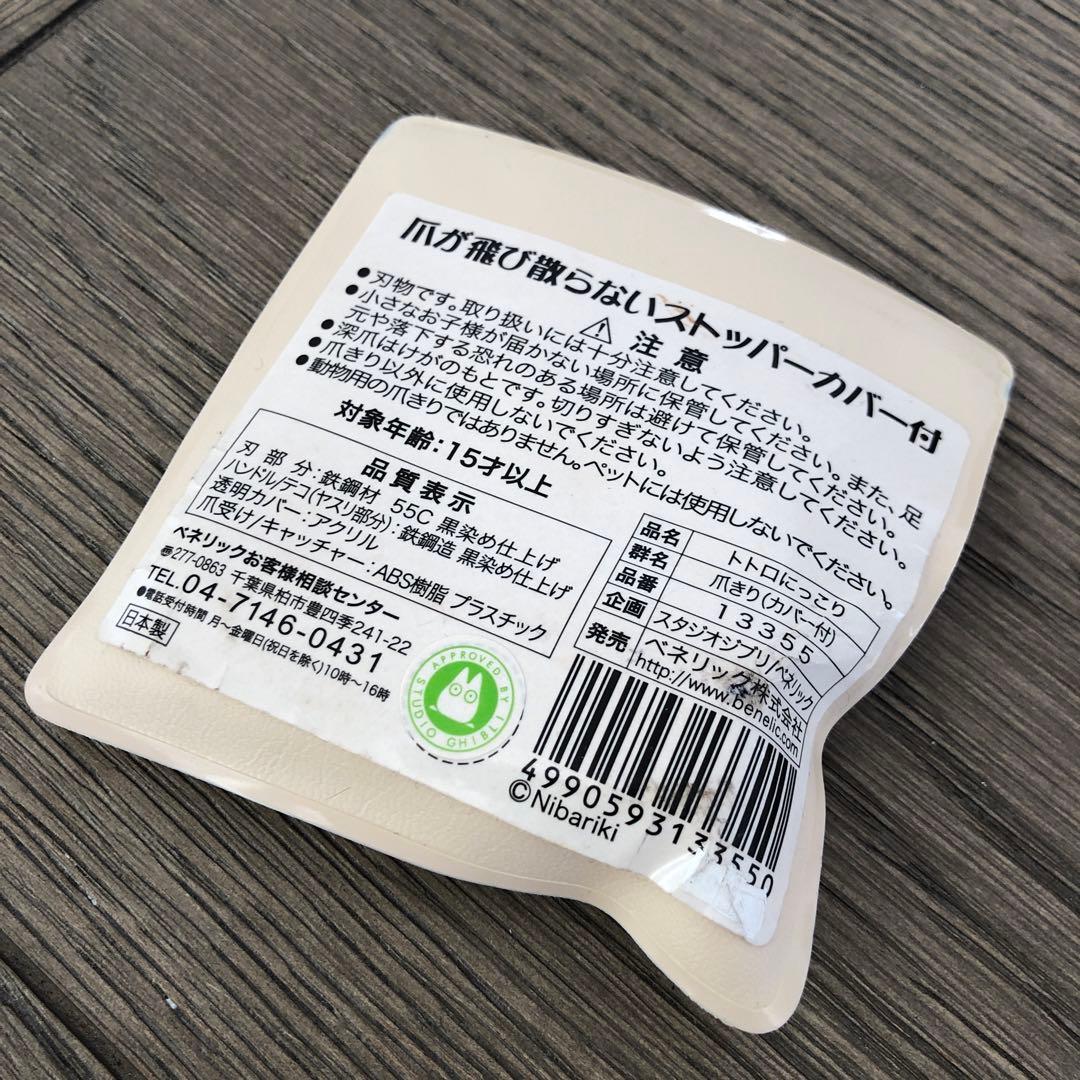 爪が飛び散らないストッパーカバー付
⚠ 注意
●刃物です。取り扱いには十分注意してください。
●小さなお子様が届かない場所に保管してください。また、足
元や落下する恐れのある場所は避けて保管してください。
●深爪はけがのもとです。切りすぎないよう注意してください。
●爪きり以外に使用しないでください。
●動物用の爪きりではありません。ペットには使用しないでください。
対象年齢:15才以上
品質表示
刃部分:鉄鋼材 55C 黒染め仕上げ
ハンドル/テコ(ヤスリ部分):鉄鋼造 黒染め仕上げ
透明カバー:アクリル
爪受け/キャッチャー:ABS樹脂 プラスチック
ベネリックお客様相談センター
〠277-0863 千葉県柏市豊四季241-22
TEL.04-7146-0431
●電話受付時間 月～金曜日(祝日を除く)10時～16時
日本製
APPROVED BY STUDIO GHIBLI
品名 トトロにっこり
群名 爪きり(カバー付)
品番 13355
企画 スタジオジブリ/ベネリック
発売 ベネリック株式会社
http://www.benelic.com
4990593133550
©Nibariki